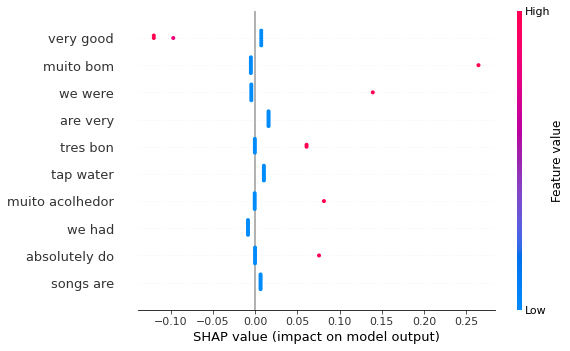 very good
muito bom
we were
are very
tres bon
tap water
muito acolhedor
we had
absolutely do
songs are
−0.10 −0.05 0.00 0.05 0.10 0.15 0.20 0.25
SHAP value (impact on model output)
High
Feature value
Low